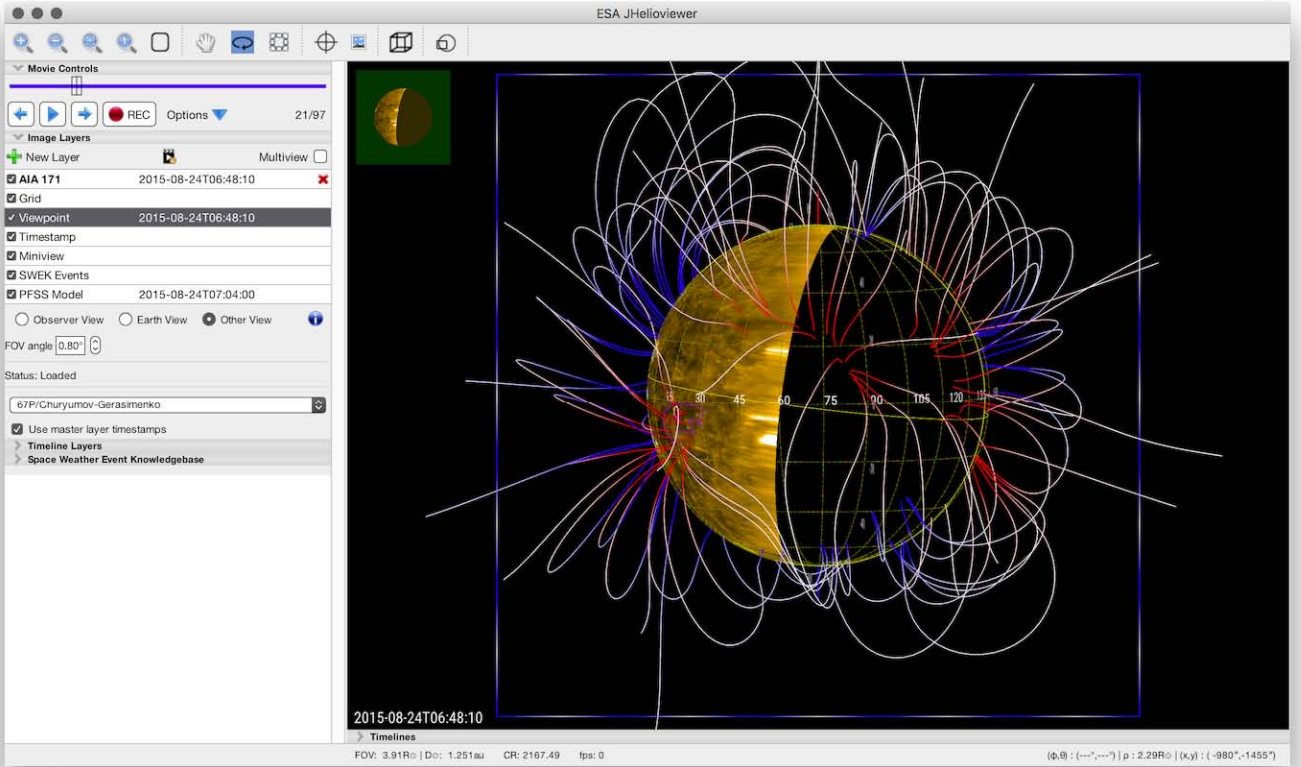 ESA JHelioviewer
Movie Controls
REC Options 21/97
Image Layers
New Layer Multiview
AIA 171 2015-08-24T06:48:10
Grid
Viewpoint 2015-08-24T06:48:10
Timestamp
Miniview
SWEK Events
PFSS Model 2015-08-24T07:04:00
Observer View Earth View Other View
FOV angle 0.80°
Status: Loaded
67P/Churyumov-Gerasimenko
Use master layer timestamps
Timeline Layers
Space Weather Event Knowledgebase
15 30 45 60 75 90 105 120 135
0
2015-08-24T06:48:10
Timelines
FOV: 3.91R⊙ | D⊙: 1.251au CR: 2167.49 fps: 0 (φ,θ) : (---°,---°) | ρ : 2.29R⊙ | (x,y) : ( -980″,-1455″)